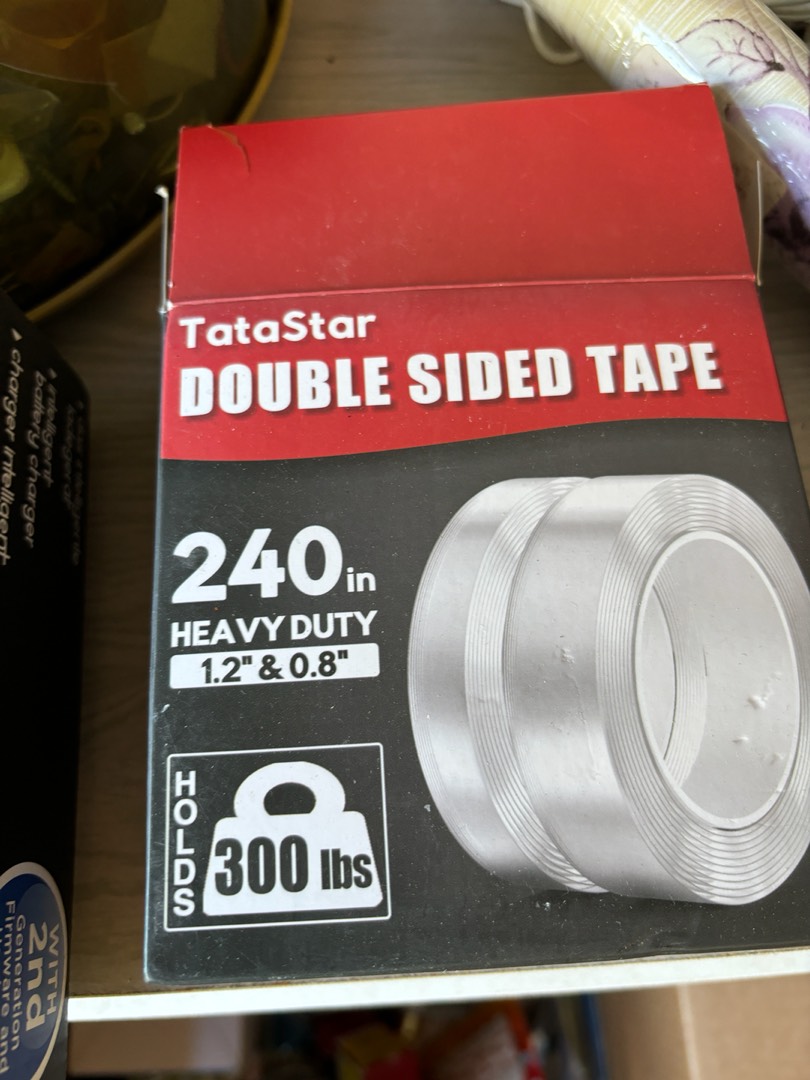 TataStar
DOUBLE SIDED TAPE
240in
HEAVY DUTY
1.2" & 0.8"
HOLDS
300 lbs
intelligent
battery charger
charger intelligent
WITH
2nd
Generation
Firmware and